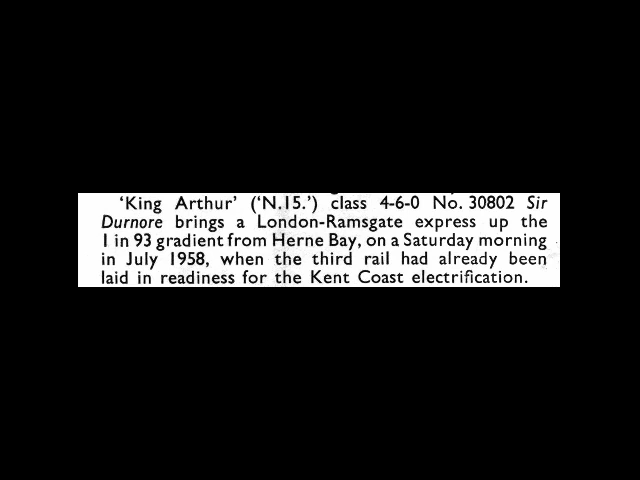 ‘King Arthur’ (‘N.15.’) class 4-6-0 No. 30802 Sir
Durnore brings a London-Ramsgate express up the
1 in 93 gradient from Herne Bay, on a Saturday morning
in July 1958, when the third rail had already been
laid in readiness for the Kent Coast electrification.